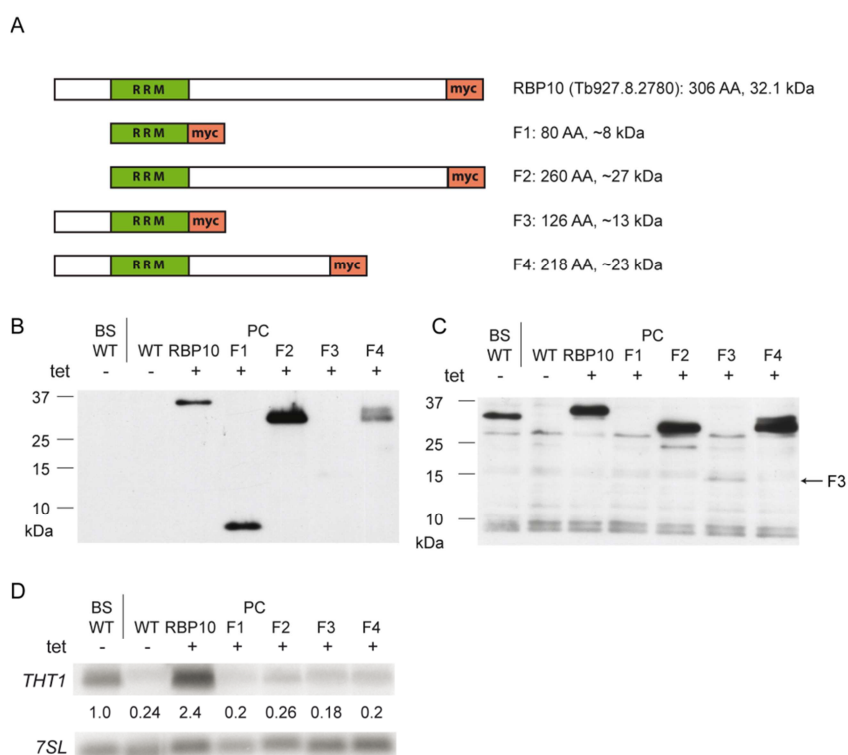 A
RRM myc RBP10 (Tb927.8.2780): 306 AA, 32.1 kDa
RRM myc F1: 80 AA, ~8 kDa
RRM myc F2: 260 AA, ~27 kDa
RRM myc F3: 126 AA, ~13 kDa
RRM myc F4: 218 AA, ~23 kDa
B
BS PC
WT WT RBP10 F1 F2 F3 F4
tet - - + + + + +
37
25
15
10
kDa
C
BS PC
WT WT RBP10 F1 F2 F3 F4
tet - - + + + + +
37
25
15
← F3
10
kDa
D
BS PC
WT WT RBP10 F1 F2 F3 F4
tet - - + + + + +
THT1
1.0 0.24 2.4 0.2 0.26 0.18 0.2
7SL